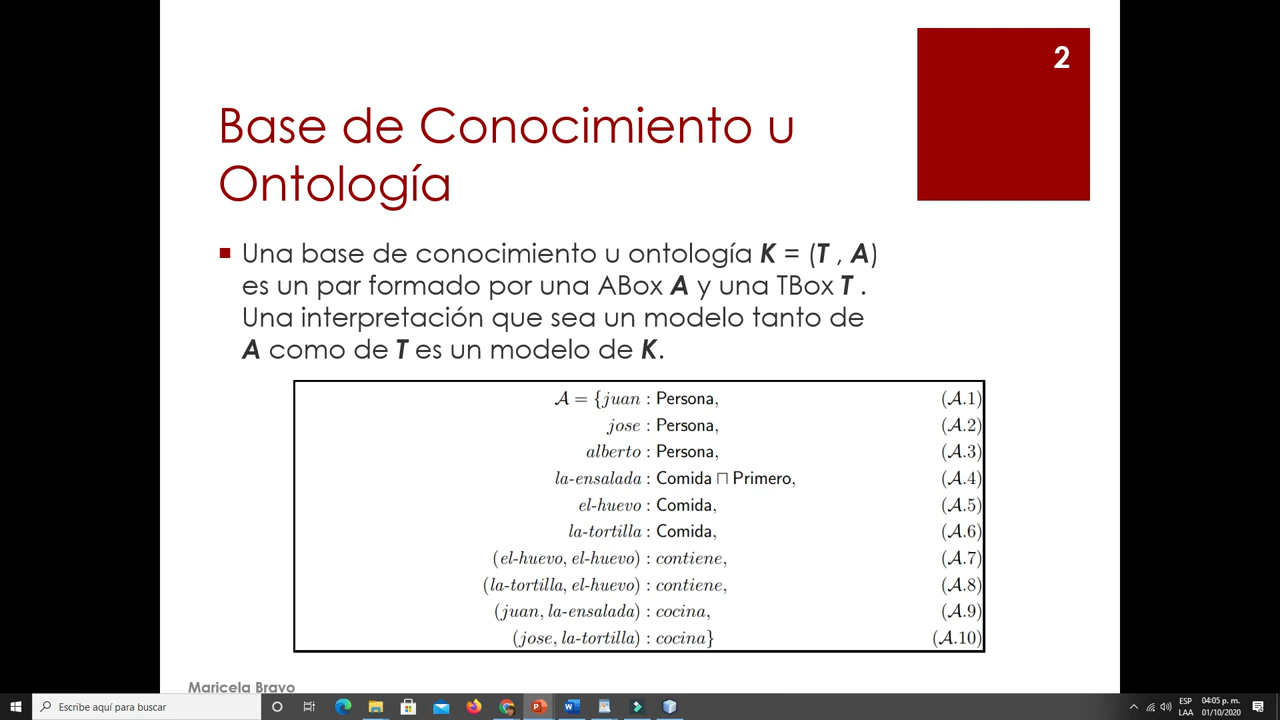 2
Base de Conocimiento u
Ontología
Una base de conocimiento u ontología K = (T , A)
es un par formado por una ABox A y una TBox T .
Una interpretación que sea un modelo tanto de
A como de T es un modelo de K.
𝒜 = {juan : Persona, (𝒜.1)
jose : Persona, (𝒜.2)
alberto : Persona, (𝒜.3)
la-ensalada : Comida ⊓ Primero, (𝒜.4)
el-huevo : Comida, (𝒜.5)
la-tortilla : Comida, (𝒜.6)
(el-huevo, el-huevo) : contiene, (𝒜.7)
(la-tortilla, el-huevo) : contiene, (𝒜.8)
(juan, la-ensalada) : cocina, (𝒜.9)
(jose, la-tortilla) : cocina} (𝒜.10)
Maricela Bravo
Escribe aquí para buscar
ESP 04:05 p. m.
LAA 01/10/2020